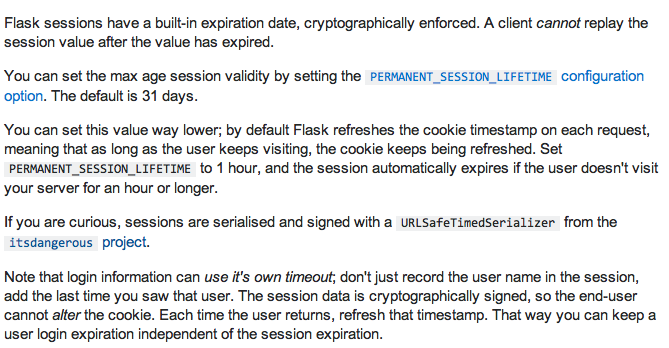 Flask sessions have a built-in expiration date, cryptographically enforced. A client cannot replay the
session value after the value has expired.
You can set the max age session validity by setting the PERMANENT_SESSION_LIFETIME configuration
option. The default is 31 days.
You can set this value way lower; by default Flask refreshes the cookie timestamp on each request,
meaning that as long as the user keeps visiting, the cookie keeps being refreshed. Set
PERMANENT_SESSION_LIFETIME to 1 hour, and the session automatically expires if the user doesn't visit
your server for an hour or longer.
If you are curious, sessions are serialised and signed with a URLSafeTimedSerializer from the
itsdangerous project.
Note that login information can use it's own timeout; don't just record the user name in the session,
add the last time you saw that user. The session data is cryptographically signed, so the end-user
cannot alter the cookie. Each time the user returns, refresh that timestamp. That way you can keep a
user login expiration independent of the session expiration.